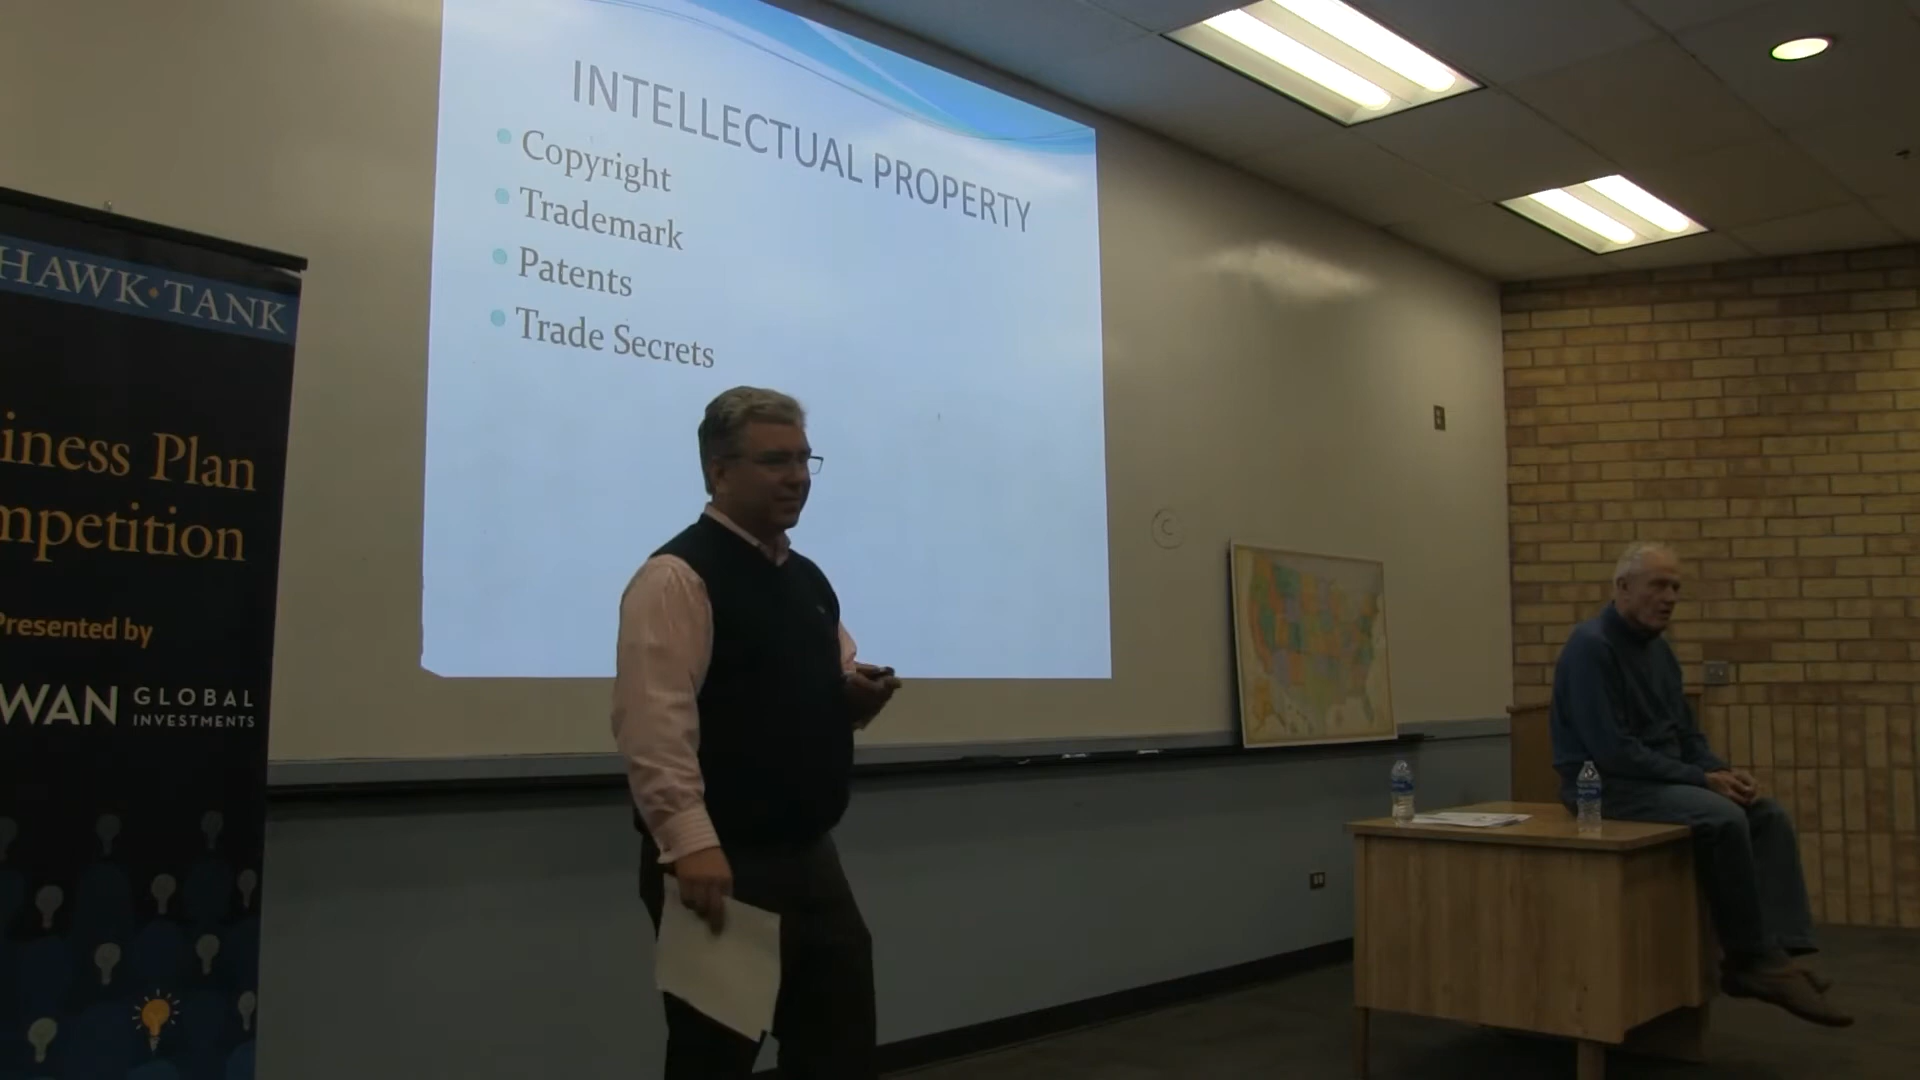 INTELLECTUAL PROPERTY
Copyright
Trademark
Patents
Trade Secrets
HAWK·TANK
iness Plan
mpetition
Presented by
WAN GLOBAL
INVESTMENTS
C